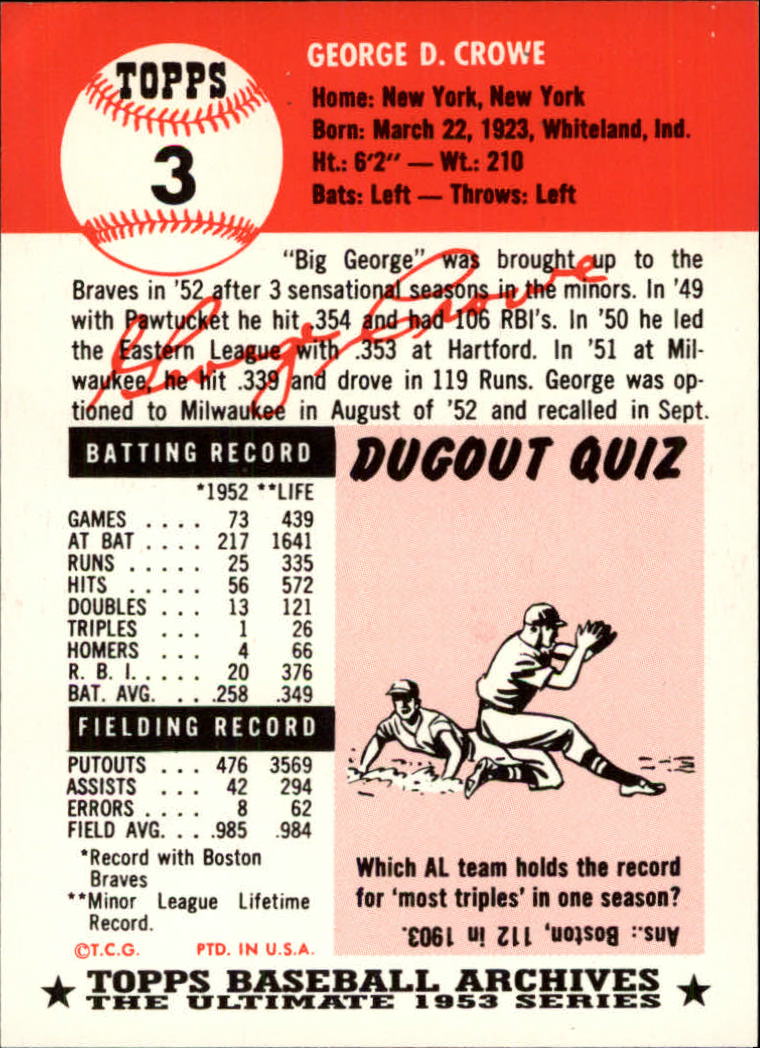 TOPPS
3
GEORGE D. CROWE
Home: New York, New York
Born: March 22, 1923, Whiteland, Ind.
Ht.: 6'2" — Wt.: 210
Bats: Left — Throws: Left
"Big George" was brought up to the
Braves in '52 after 3 sensational seasons in the minors. In '49
with Pawtucket he hit .354 and had 106 RBI's. In '50 he led
the Eastern League with .353 at Hartford. In '51 at Mil-
waukee, he hit .339 and drove in 119 Runs. George was op-
tioned to Milwaukee in August of '52 and recalled in Sept.
George Crowe
BATTING RECORD
*1952 **LIFE
GAMES .... 73 439
AT BAT .... 217 1641
RUNS ..... 25 335
HITS ..... 56 572
DOUBLES ... 13 121
TRIPLES ... 1 26
HOMERS ... 4 66
R. B. I. .... 20 376
BAT. AVG. .. .258 .349
FIELDING RECORD
PUTOUTS ... 476 3569
ASSISTS ... 42 294
ERRORS .... 8 62
FIELD AVG. .. .985 .984
*Record with Boston
Braves
**Minor League Lifetime
Record.
©T.C.G. PTD. IN U.S.A.
DUGOUT QUIZ
Which AL team holds the record
for 'most triples' in one season?
Ans.: Boston, 112 in 1903.
TOPPS BASEBALL ARCHIVES
THE ULTIMATE 1953 SERIES